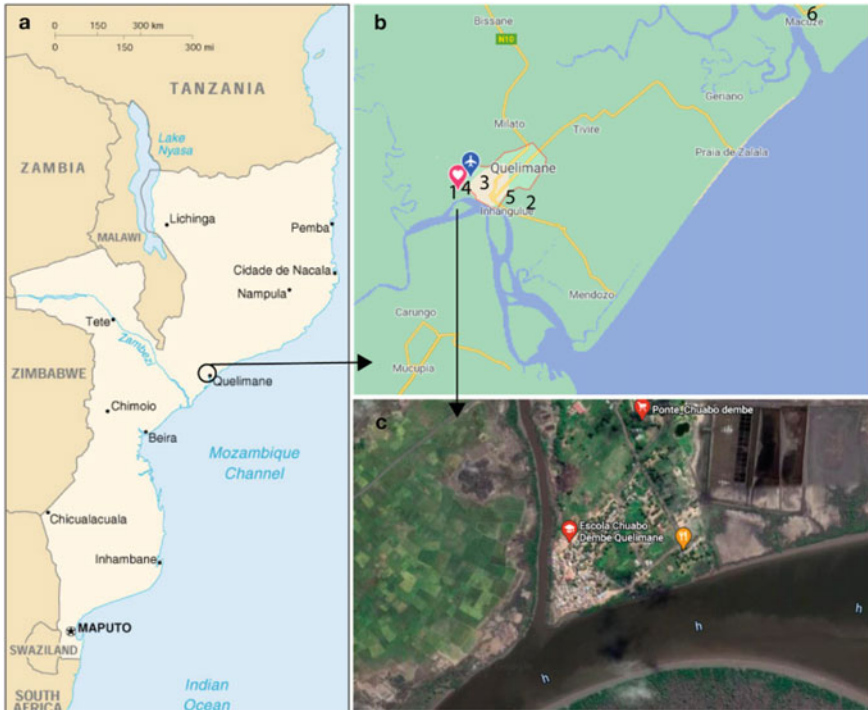 a
0 150 300 km
0 150 300 mi
TANZANIA
Lake
Nyasa
ZAMBIA
Lichinga
Pemba
MALAWI
Cidade de Nacala
Nampula
Tete
Zambezi
ZIMBABWE
Quelimane
Chimoio
Beira
Mozambique
Channel
Chicualacuala
Inhambane
MAPUTO
SWAZILAND
SOUTH
AFRICA
Indian
Ocean
b
Bissane
6
Macuze
N10
Geriano
Milato
Tivire
Praia de Zalala
Quelimane
1 4 3
5 2
Inhangulue
Mendozo
Carungo
Mucupia
c
Ponte, Chuabo dembe
Escola Chuabo
Dembe Quelimane
h
h
h